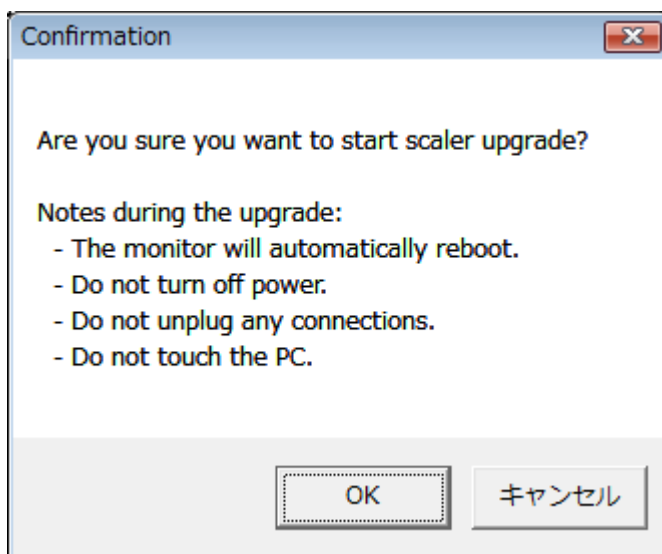 Confirmation
Are you sure you want to start scaler upgrade?
Notes during the upgrade:
- The monitor will automatically reboot.
- Do not turn off power.
- Do not unplug any connections.
- Do not touch the PC.
OK
キャンセル